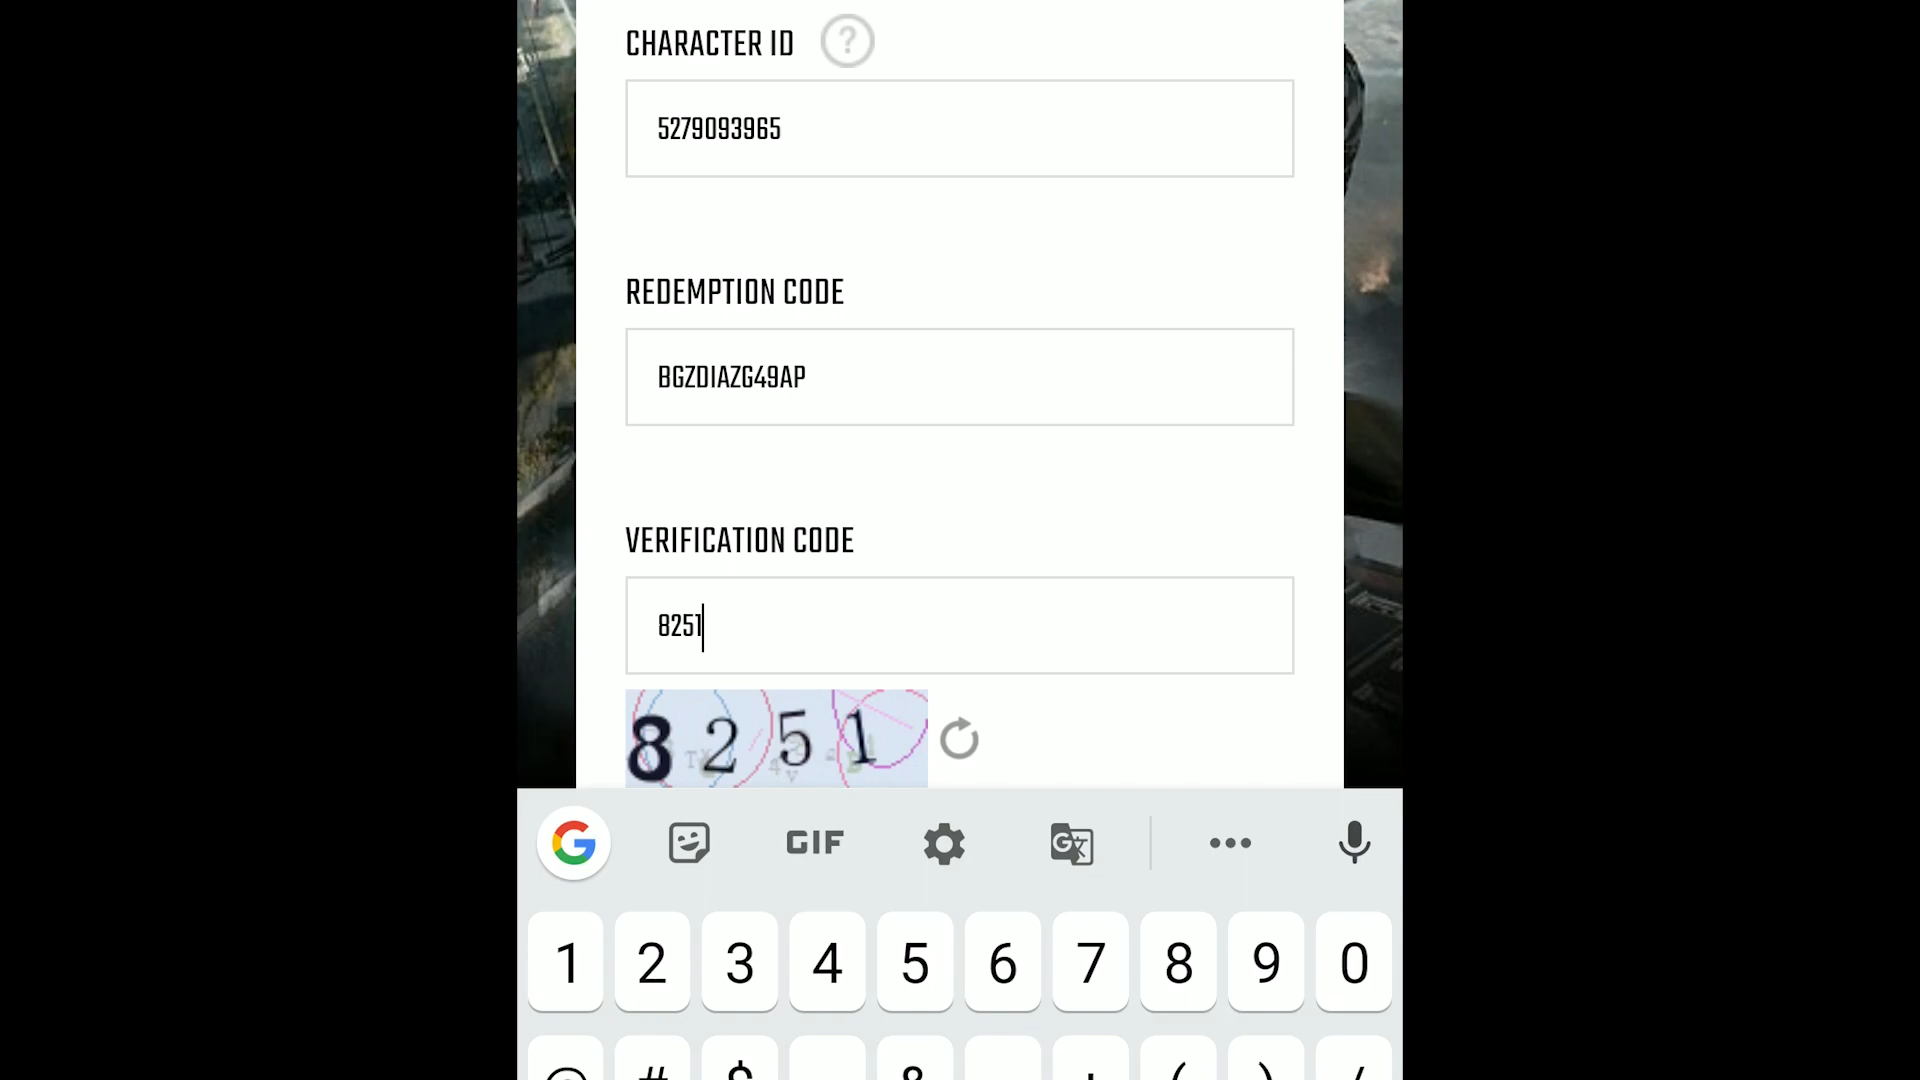 CHARACTER ID ?
5279093965
REDEMPTION CODE
BGZDIAZG49AP
VERIFICATION CODE
8251
8251
G GIF G
1 2 3 4 5 6 7 8 9 0
@ # $ & + ( ) /